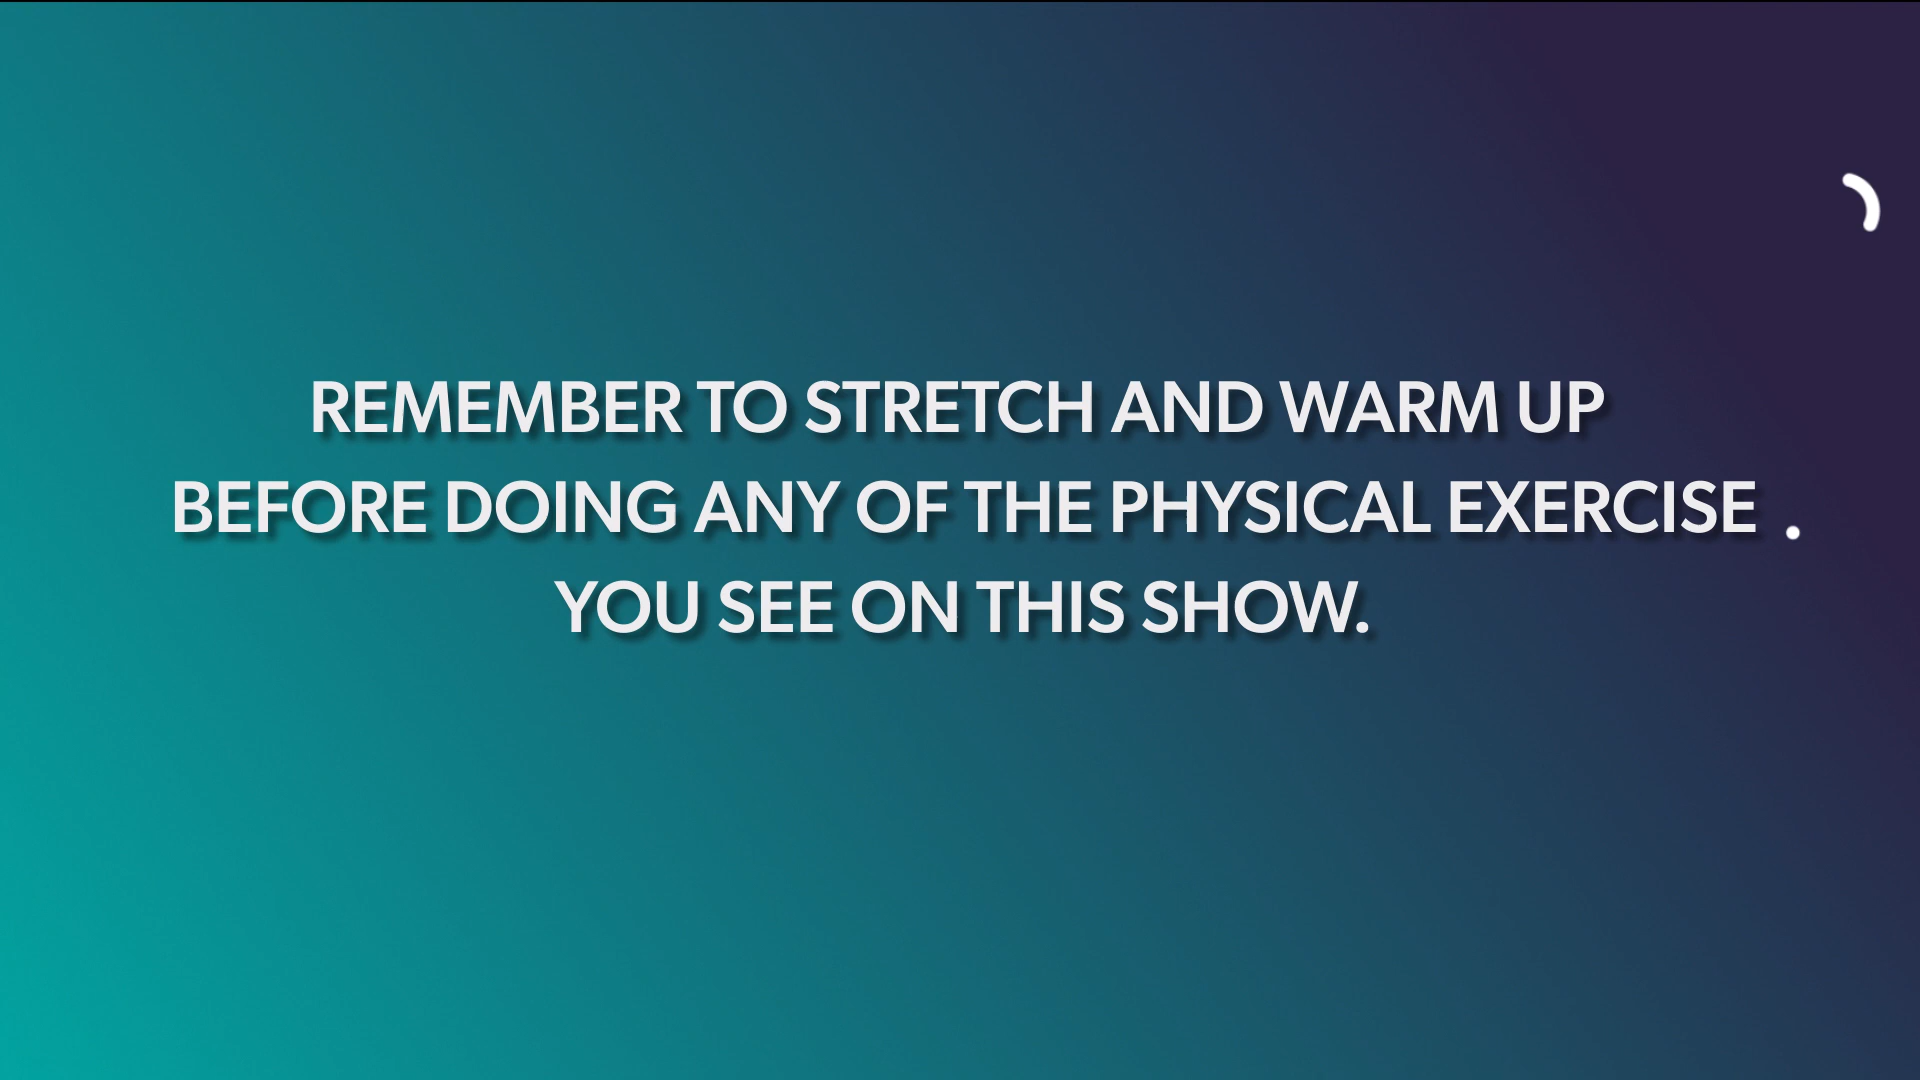 REMEMBER TO STRETCH AND WARM UP
BEFORE DOING ANY OF THE PHYSICAL EXERCISE
YOU SEE ON THIS SHOW.